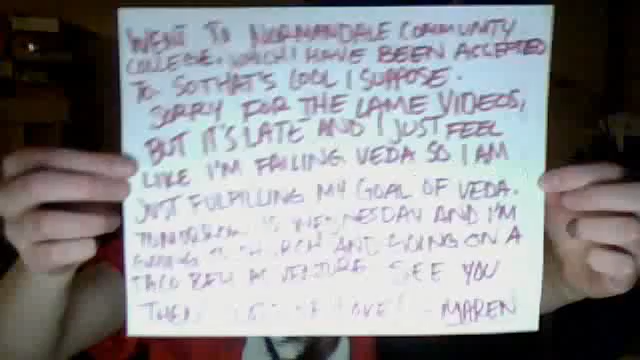 WENT TO NORMANDALE COMMUNITY
COLLEGE. WHICH I HAVE BEEN ACCEPTED
TO SO THAT'S COOL I SUPPOSE.
SORRY FOR THE LAME VIDEOS,
BUT IT'S LATE AND I JUST FEEL
LIKE I'M FAILING VEDA SO I AM
JUST FULFILLING MY GOAL OF VEDA.
TOMORROW IS WEDNESDAY AND I'M
GOING TO CHURCH AND GOING ON A
TACO BELL ADVENTURE. SEE YOU
THEN MAREN